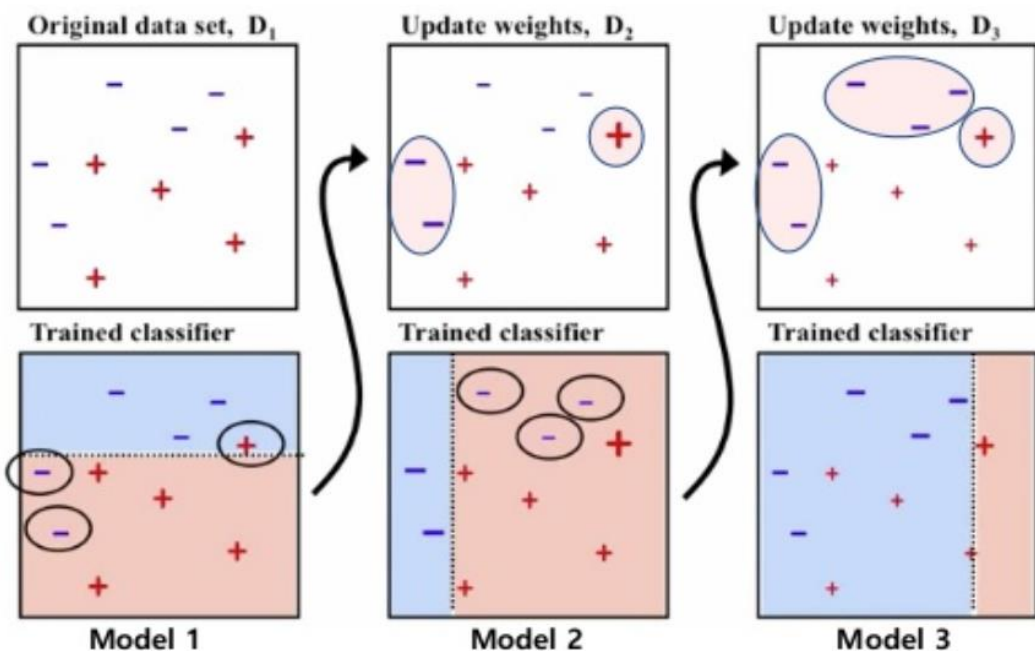 Original data set, D₁
Update weights, D₂
Update weights, D₃
Trained classifier
Trained classifier
Trained classifier
Model 1
Model 2
Model 3